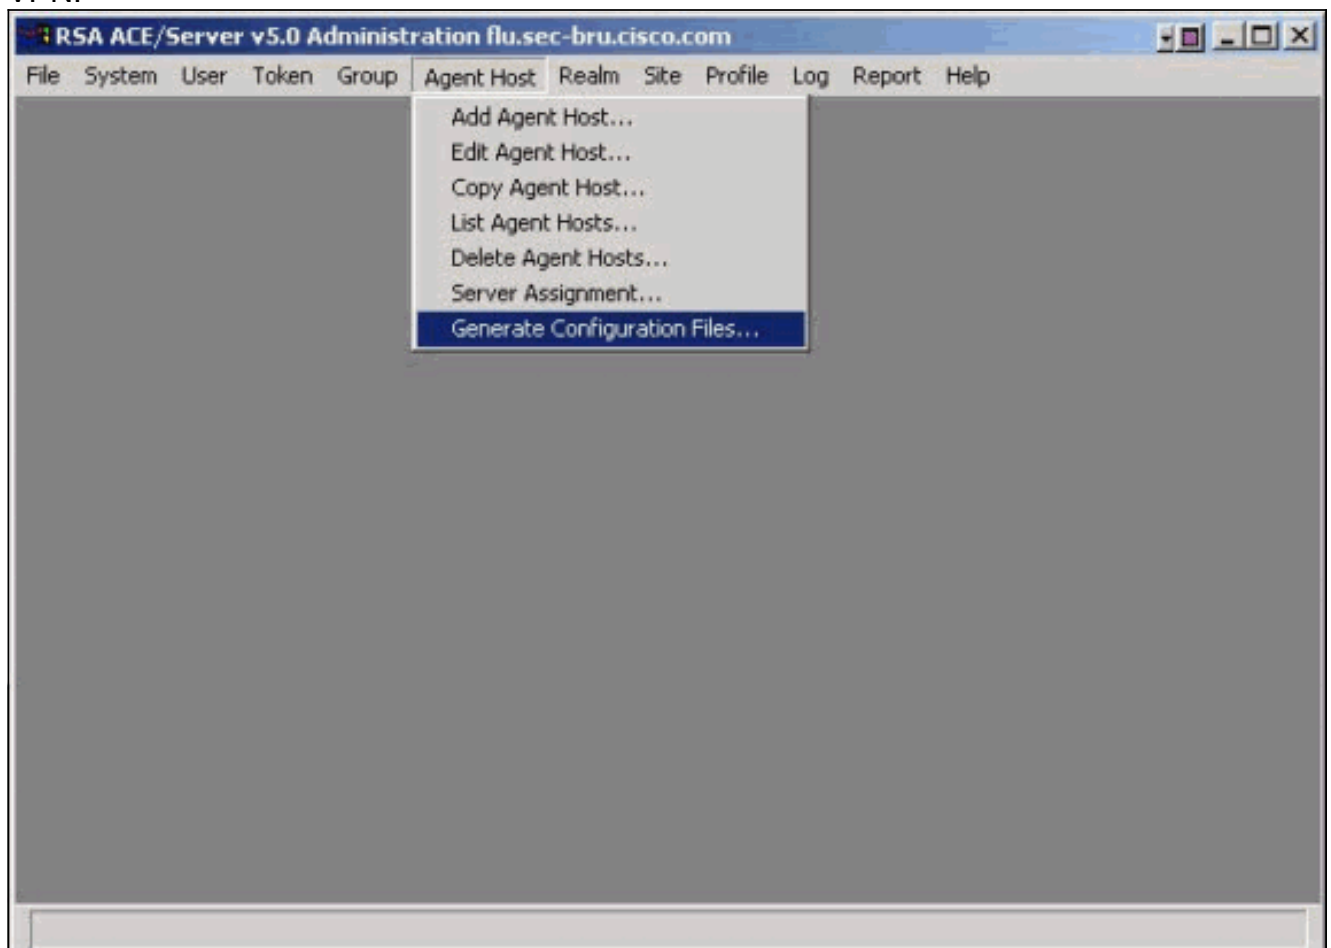 RSA ACE/Server v5.0 Administration flu.sec-bru.cisco.com
File System User Token Group Agent Host Realm Site Profile Log Report Help
Add Agent Host...
Edit Agent Host...
Copy Agent Host...
List Agent Hosts...
Delete Agent Hosts...
Server Assignment...
Generate Configuration Files...